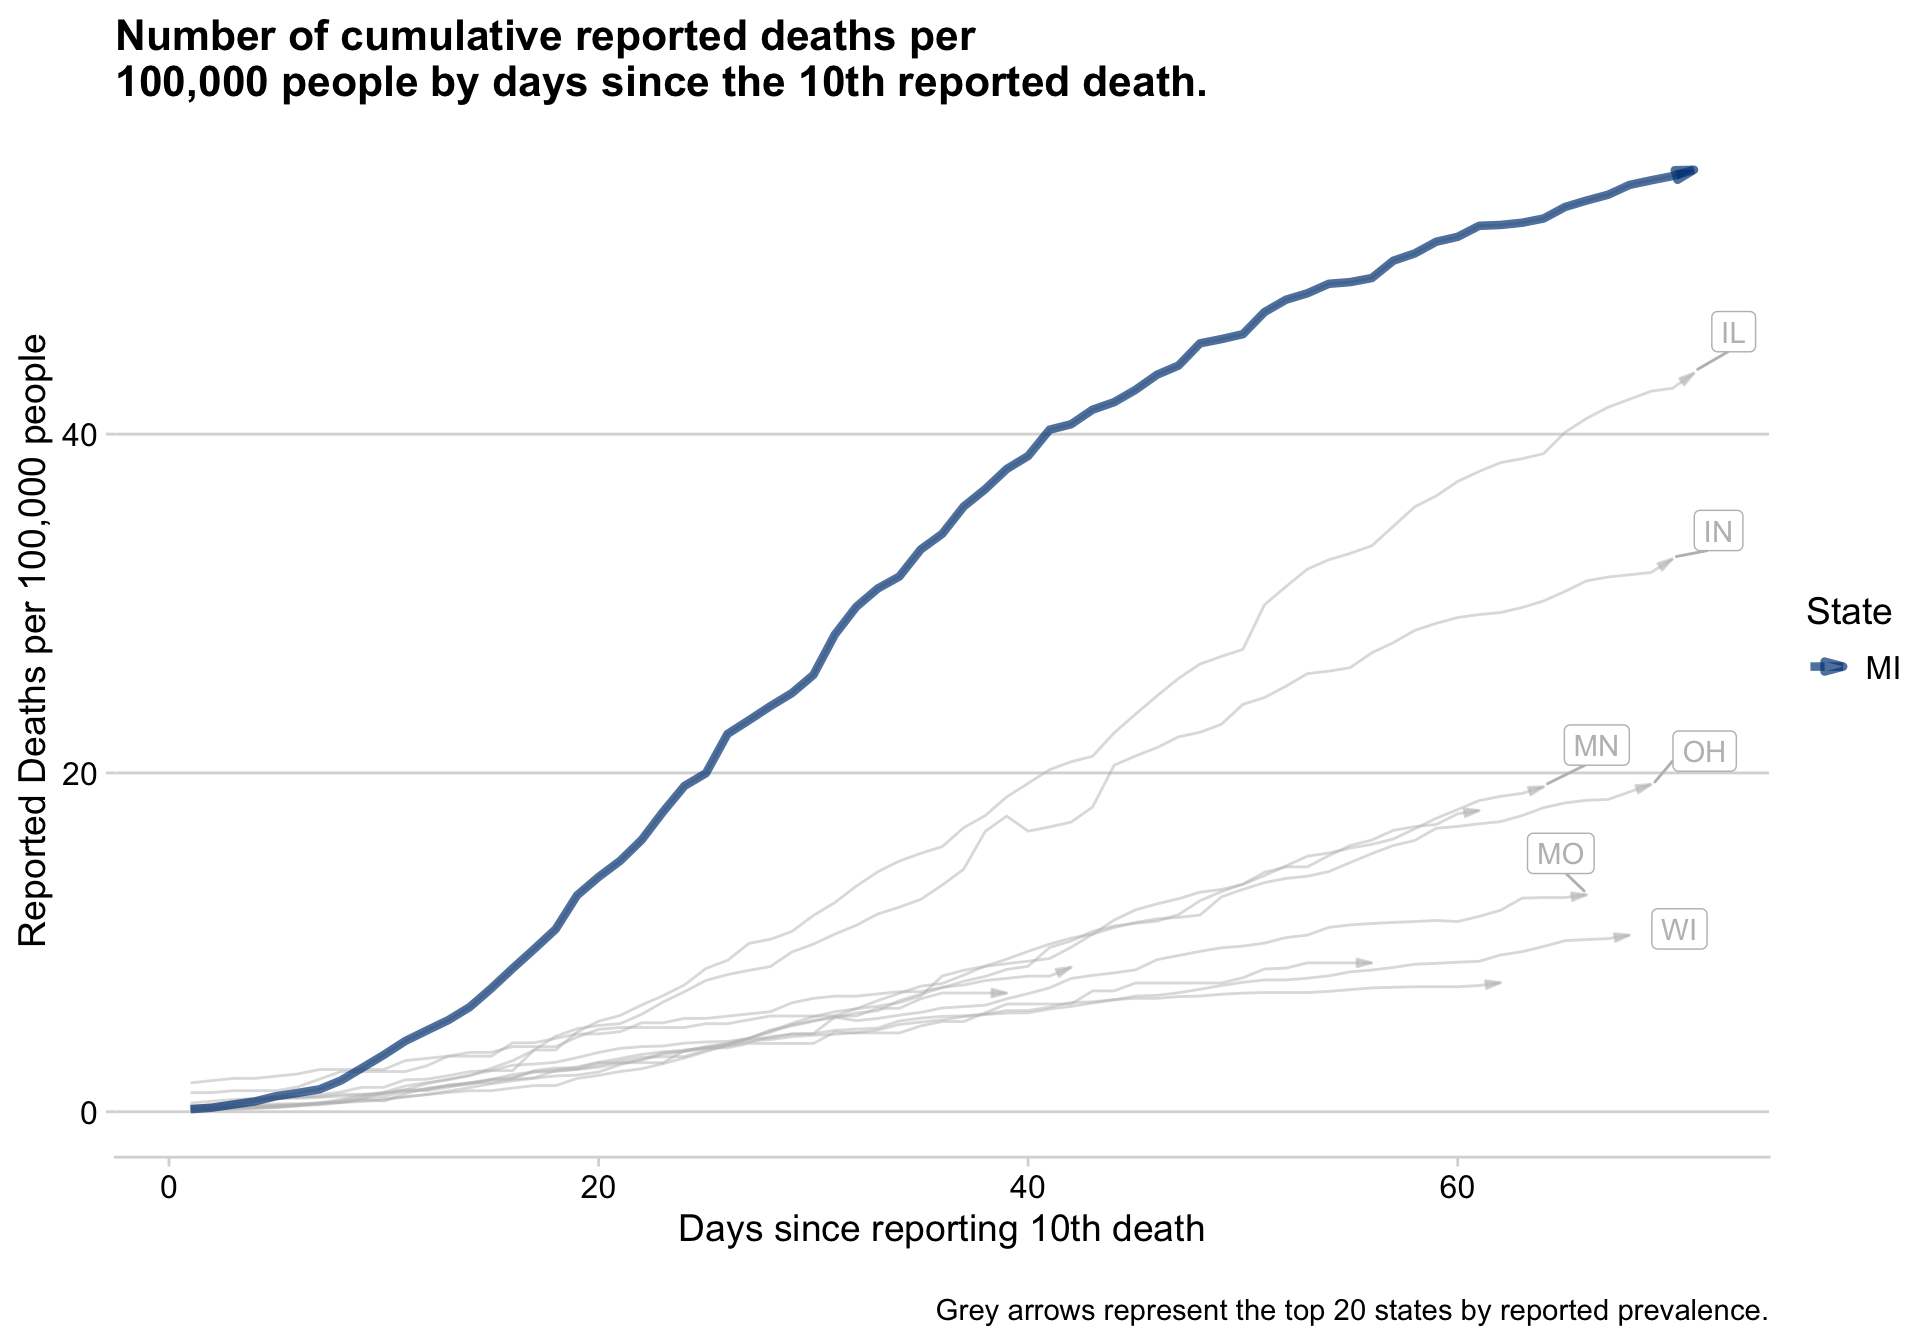 Number of cumulative reported deaths per
100,000 people by days since the 10th reported death.
Reported Deaths per 100,000 people
40
20
0
IL
IN
MN
OH
MO
WI
State
MI
0
20
40
60
Days since reporting 10th death
Grey arrows represent the top 20 states by reported prevalence.